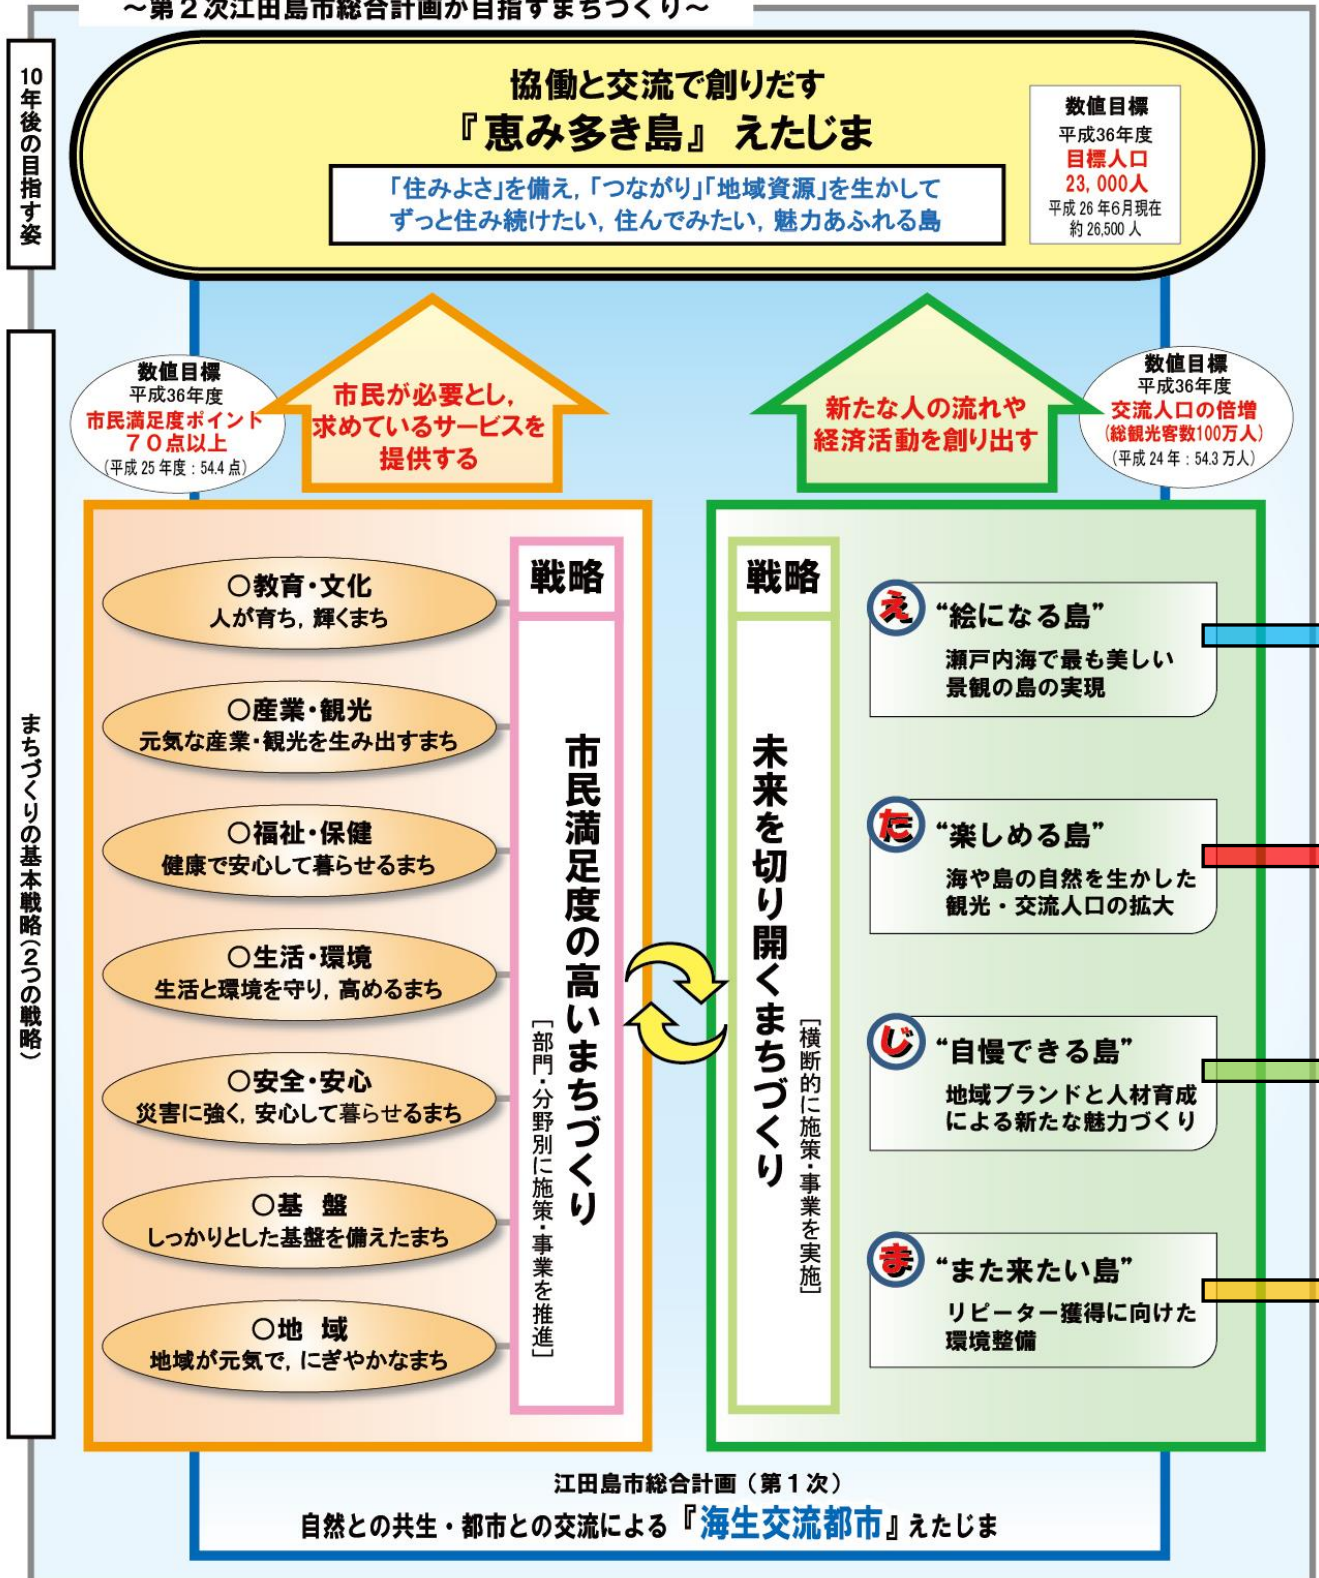 ～第２次江田島市総合計画が目指すまちづくり～
10年後の目指す姿
協働と交流で創りだす
『恵み多き島』 えたじま
「住みよさ」を備え，「つながり」「地域資源」を生かして
ずっと住み続けたい，住んでみたい，魅力あふれる島
数値目標
平成36年度
目標人口
23,000人
平成26年6月現在
約26,500人
まちづくりの基本戦略（2つの戦略）
数値目標
平成36年度
市民満足度ポイント
７０点以上
（平成25年度：54.4点）
市民が必要とし，
求めているサービスを
提供する
新たな人の流れや
経済活動を創り出す
数値目標
平成36年度
交流人口の倍増
（総観光客数100万人）
（平成24年：54.3万人）
○教育・文化
人が育ち，輝くまち
○産業・観光
元気な産業・観光を生み出すまち
○福祉・保健
健康で安心して暮らせるまち
○生活・環境
生活と環境を守り，高めるまち
○安全・安心
災害に強く，安心して暮らせるまち
○基　盤
しっかりとした基盤を備えたまち
○地　域
地域が元気で，にぎやかなまち
戦略
市民満足度の高いまちづくり
［部門・分野別に施策・事業を推進］
戦略
未来を切り開くまちづくり
［横断的に施策・事業を実施］
え “絵になる島”
瀬戸内海で最も美しい
景観の島の実現
た “楽しめる島”
海や島の自然を生かした
観光・交流人口の拡大
じ “自慢できる島”
地域ブランドと人材育成
による新たな魅力づくり
ま “また来たい島”
リピーター獲得に向けた
環境整備
江田島市総合計画（第１次）
自然との共生・都市との交流による『海生交流都市』えたじま